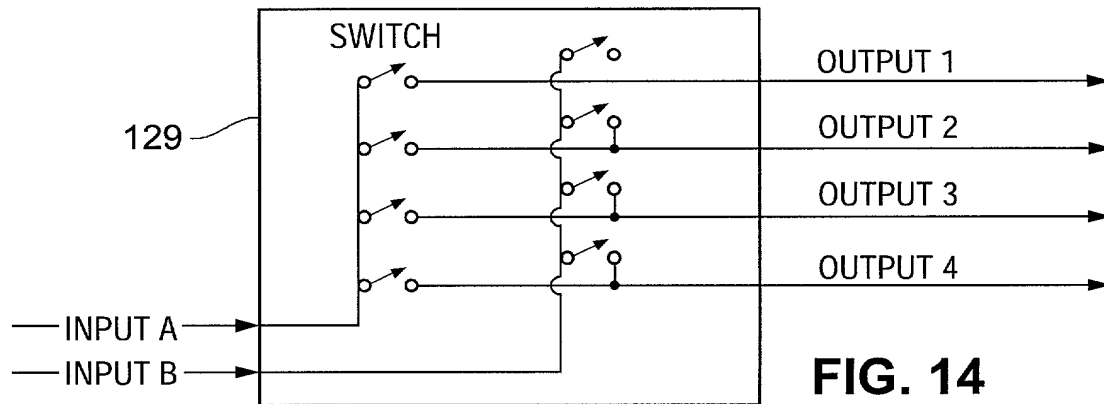 SWITCH
OUTPUT 1
129
OUTPUT 2
OUTPUT 3
OUTPUT 4
INPUT A
INPUT B
FIG. 14